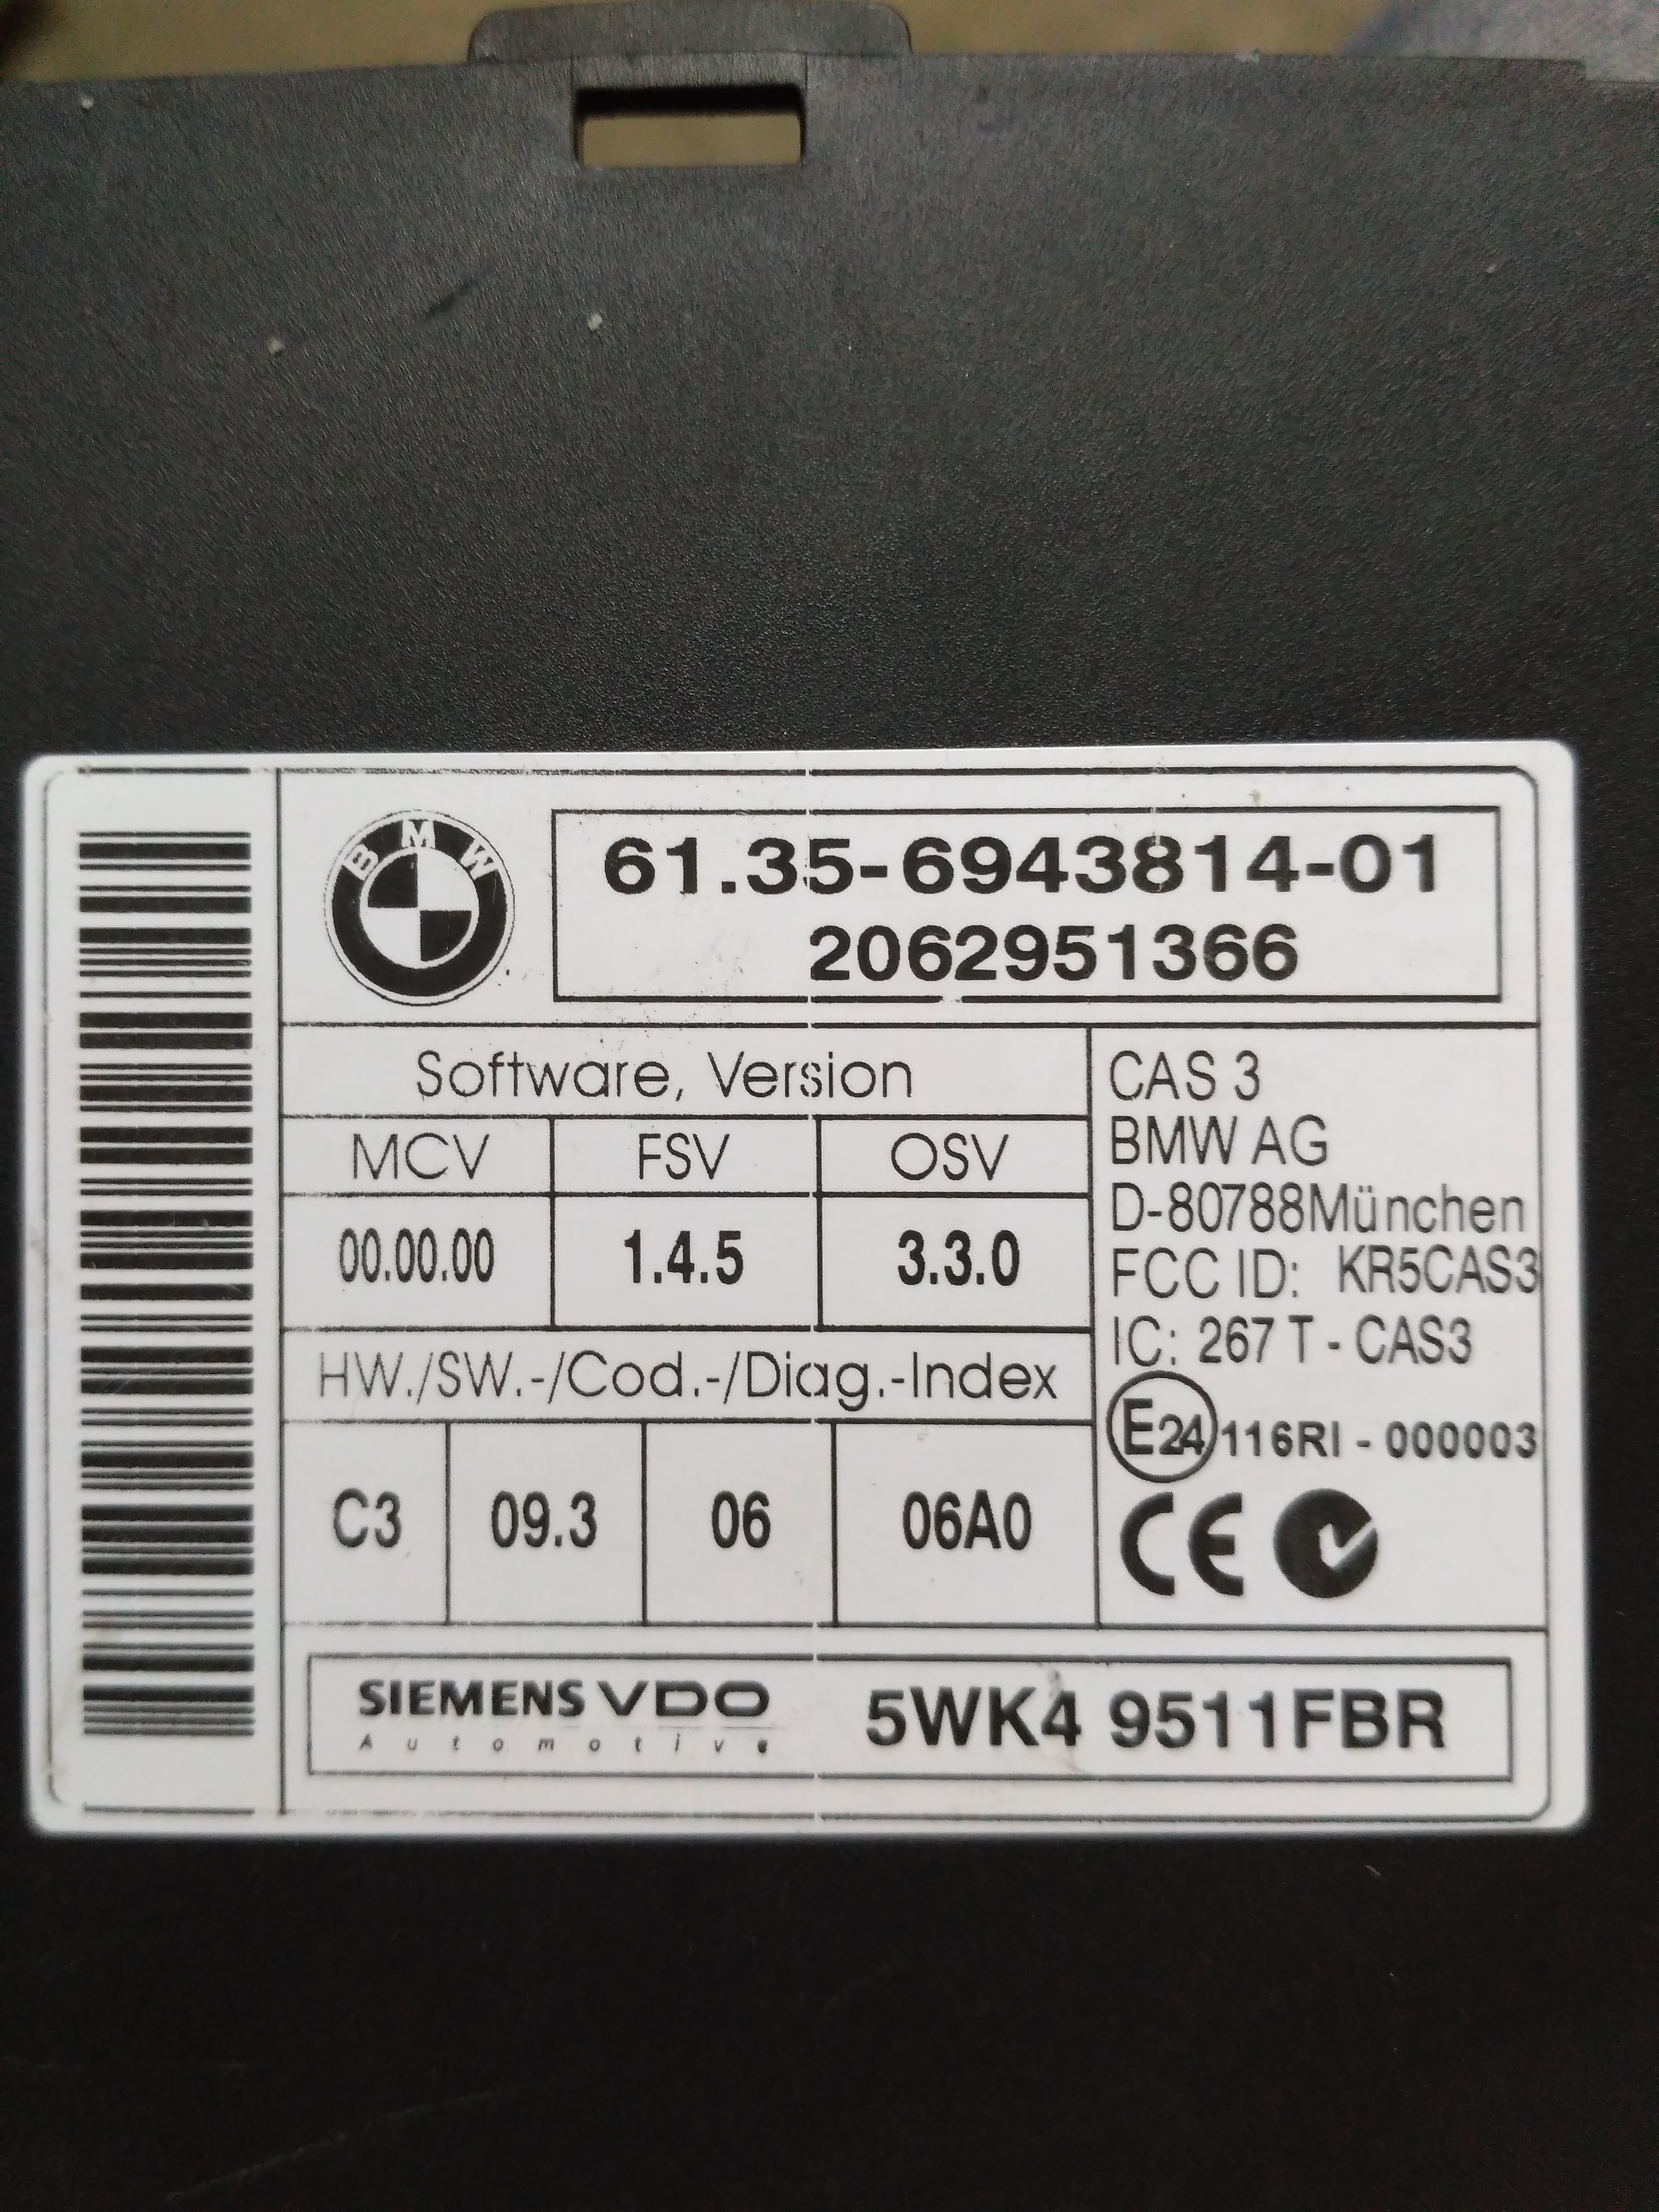 BMW
61.35-6943814-01
2062951366
Software, Version
MCV FSV OSV
00.00.00 1.4.5 3.3.0
HW./SW.-/Cod.-/Diag.-Index
C3 09.3 06 06A0
CAS 3
BMW AG
D-80788München
FCC ID: KR5CAS3
IC: 267 T - CAS3
E24 116RI - 000003
CE
SIEMENS VDO
Automotive
5WK4 9511FBR